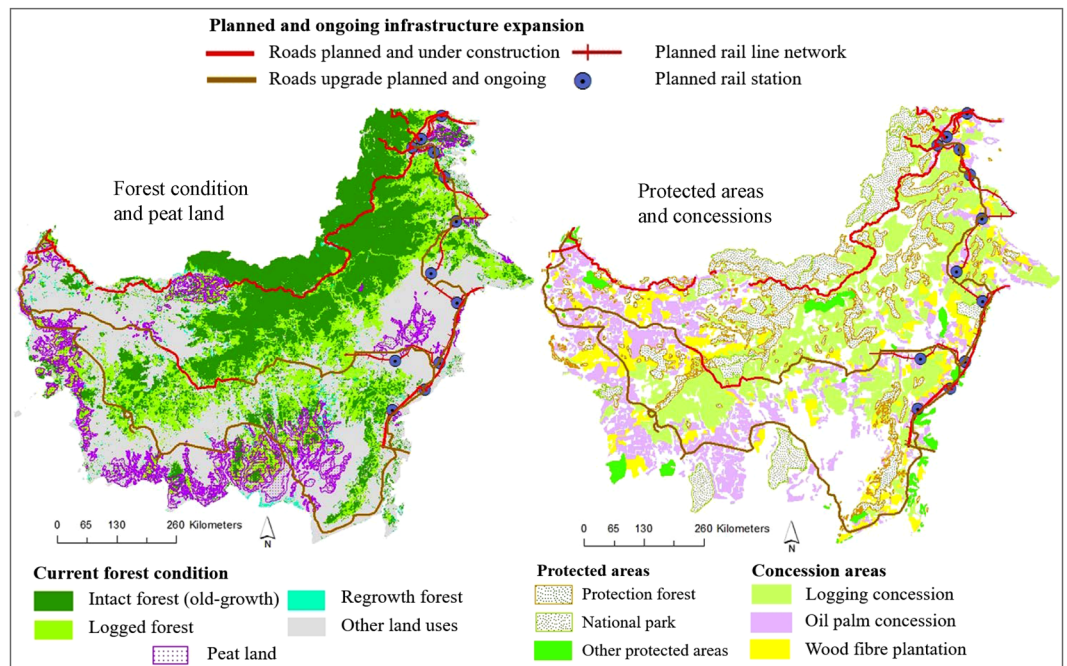 Planned and ongoing infrastructure expansion
Roads planned and under construction
Planned rail line network
Roads upgrade planned and ongoing
Planned rail station
Forest condition
and peat land
Protected areas
and concessions
0 65 130 260 Kilometers
N
0 65 130 260 Kilometers
N
Current forest condition
Intact forest (old-growth)
Regrowth forest
Logged forest
Other land uses
Peat land
Protected areas
Concession areas
Protection forest
Logging concession
National park
Oil palm concession
Other protected areas
Wood fibre plantation